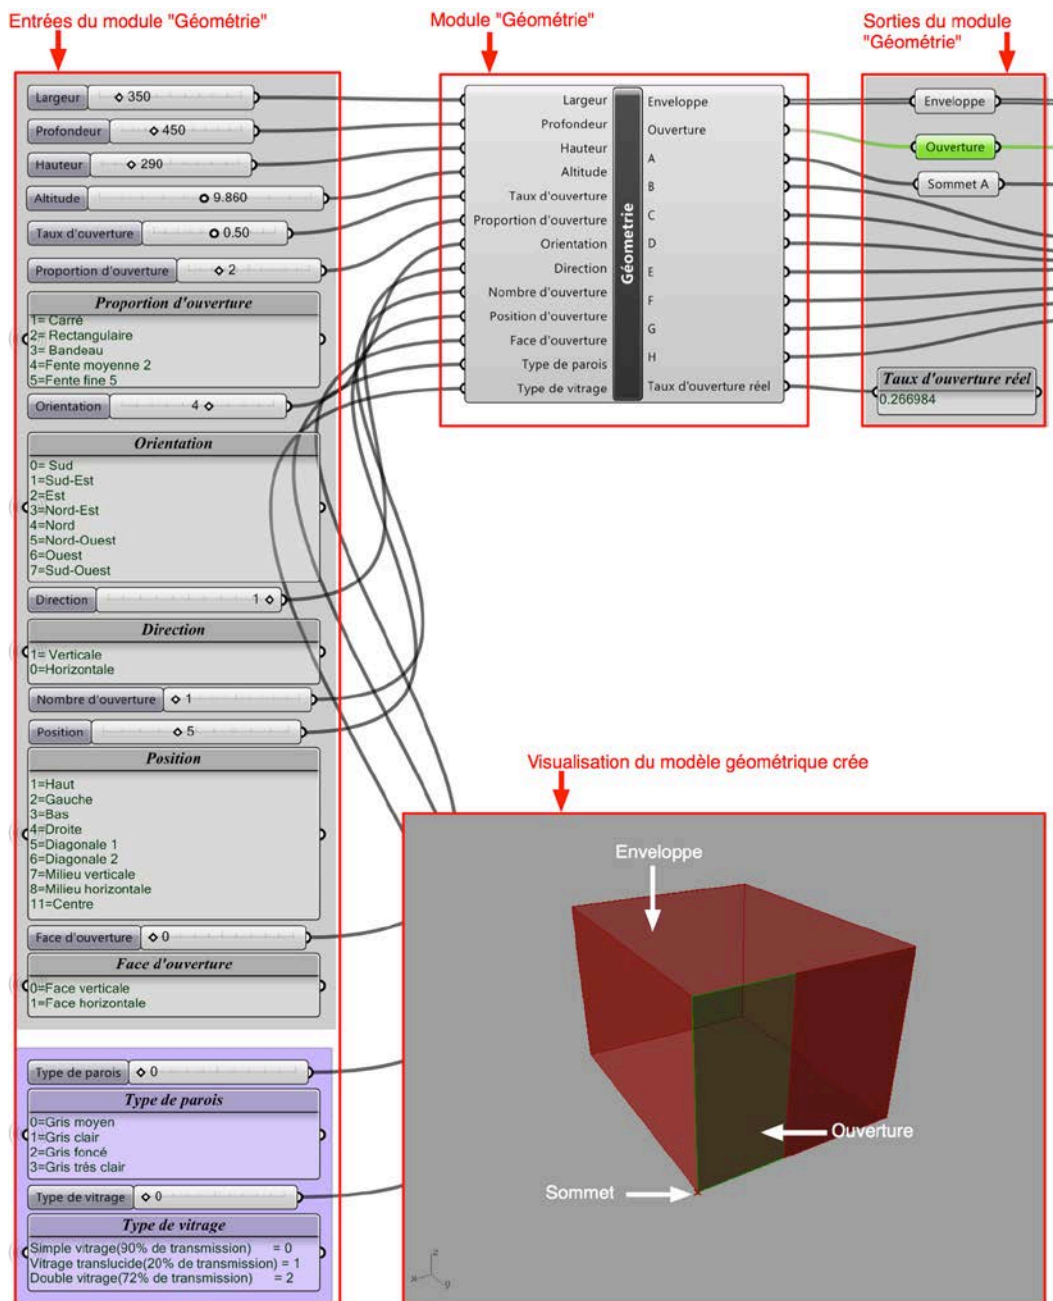 Entrées du module "Géométrie"
Module "Géométrie"
Sorties du module
"Géométrie"
Largeur 350
Profondeur 450
Hauteur 290
Altitude 9.860
Taux d'ouverture 0.50
Proportion d'ouverture 2
Proportion d'ouverture
1= Carré
2= Rectangulaire
3= Bandeau
4=Fente moyenne 2
5=Fente fine 5
Orientation 4
Orientation
0= Sud
1=Sud-Est
2=Est
3=Nord-Est
4=Nord
5=Nord-Ouest
6=Ouest
7=Sud-Ouest
Direction 1
Direction
1= Verticale
0=Horizontale
Nombre d'ouverture 1
Position 5
Position
1=Haut
2=Gauche
3=Bas
4=Droite
5=Diagonale 1
6=Diagonale 2
7=Milieu verticale
8=Milieu horizontale
11=Centre
Face d'ouverture 0
Face d'ouverture
0=Face verticale
1=Face horizontale
Type de parois 0
Type de parois
0=Gris moyen
1=Gris clair
2=Gris foncé
3=Gris très clair
Type de vitrage 0
Type de vitrage
Simple vitrage(90% de transmission) = 0
Vitrage translucide(20% de transmission) = 1
Double vitrage(72% de transmission) = 2
Largeur
Profondeur
Hauteur
Altitude
Taux d'ouverture
Proportion d'ouverture
Orientation
Direction
Nombre d'ouverture
Position d'ouverture
Face d'ouverture
Type de parois
Type de vitrage
Géometrie
Enveloppe
Ouverture
A
B
C
D
E
F
G
H
Taux d'ouverture réel
Enveloppe
Ouverture
Sommet A
Taux d'ouverture réel
0.266984
Visualisation du modèle géométrique crée
Enveloppe
Ouverture
Sommet
z
x
y